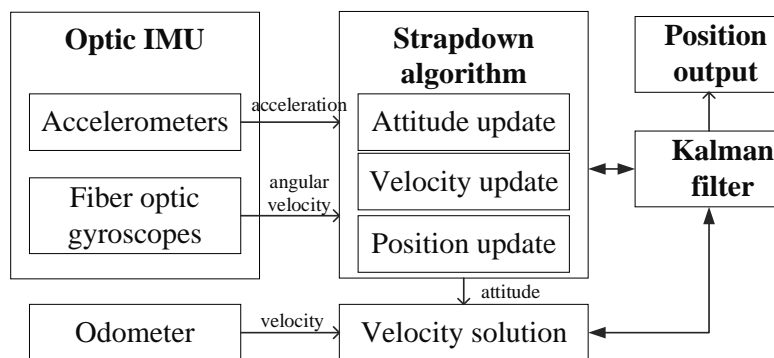 Optic IMU
Accelerometers
Fiber optic
gyroscopes
acceleration
angular
velocity
Strapdown
algorithm
Attitude update
Velocity update
Position update
Position
output
Kalman
filter
attitude
Odometer
velocity
Velocity solution